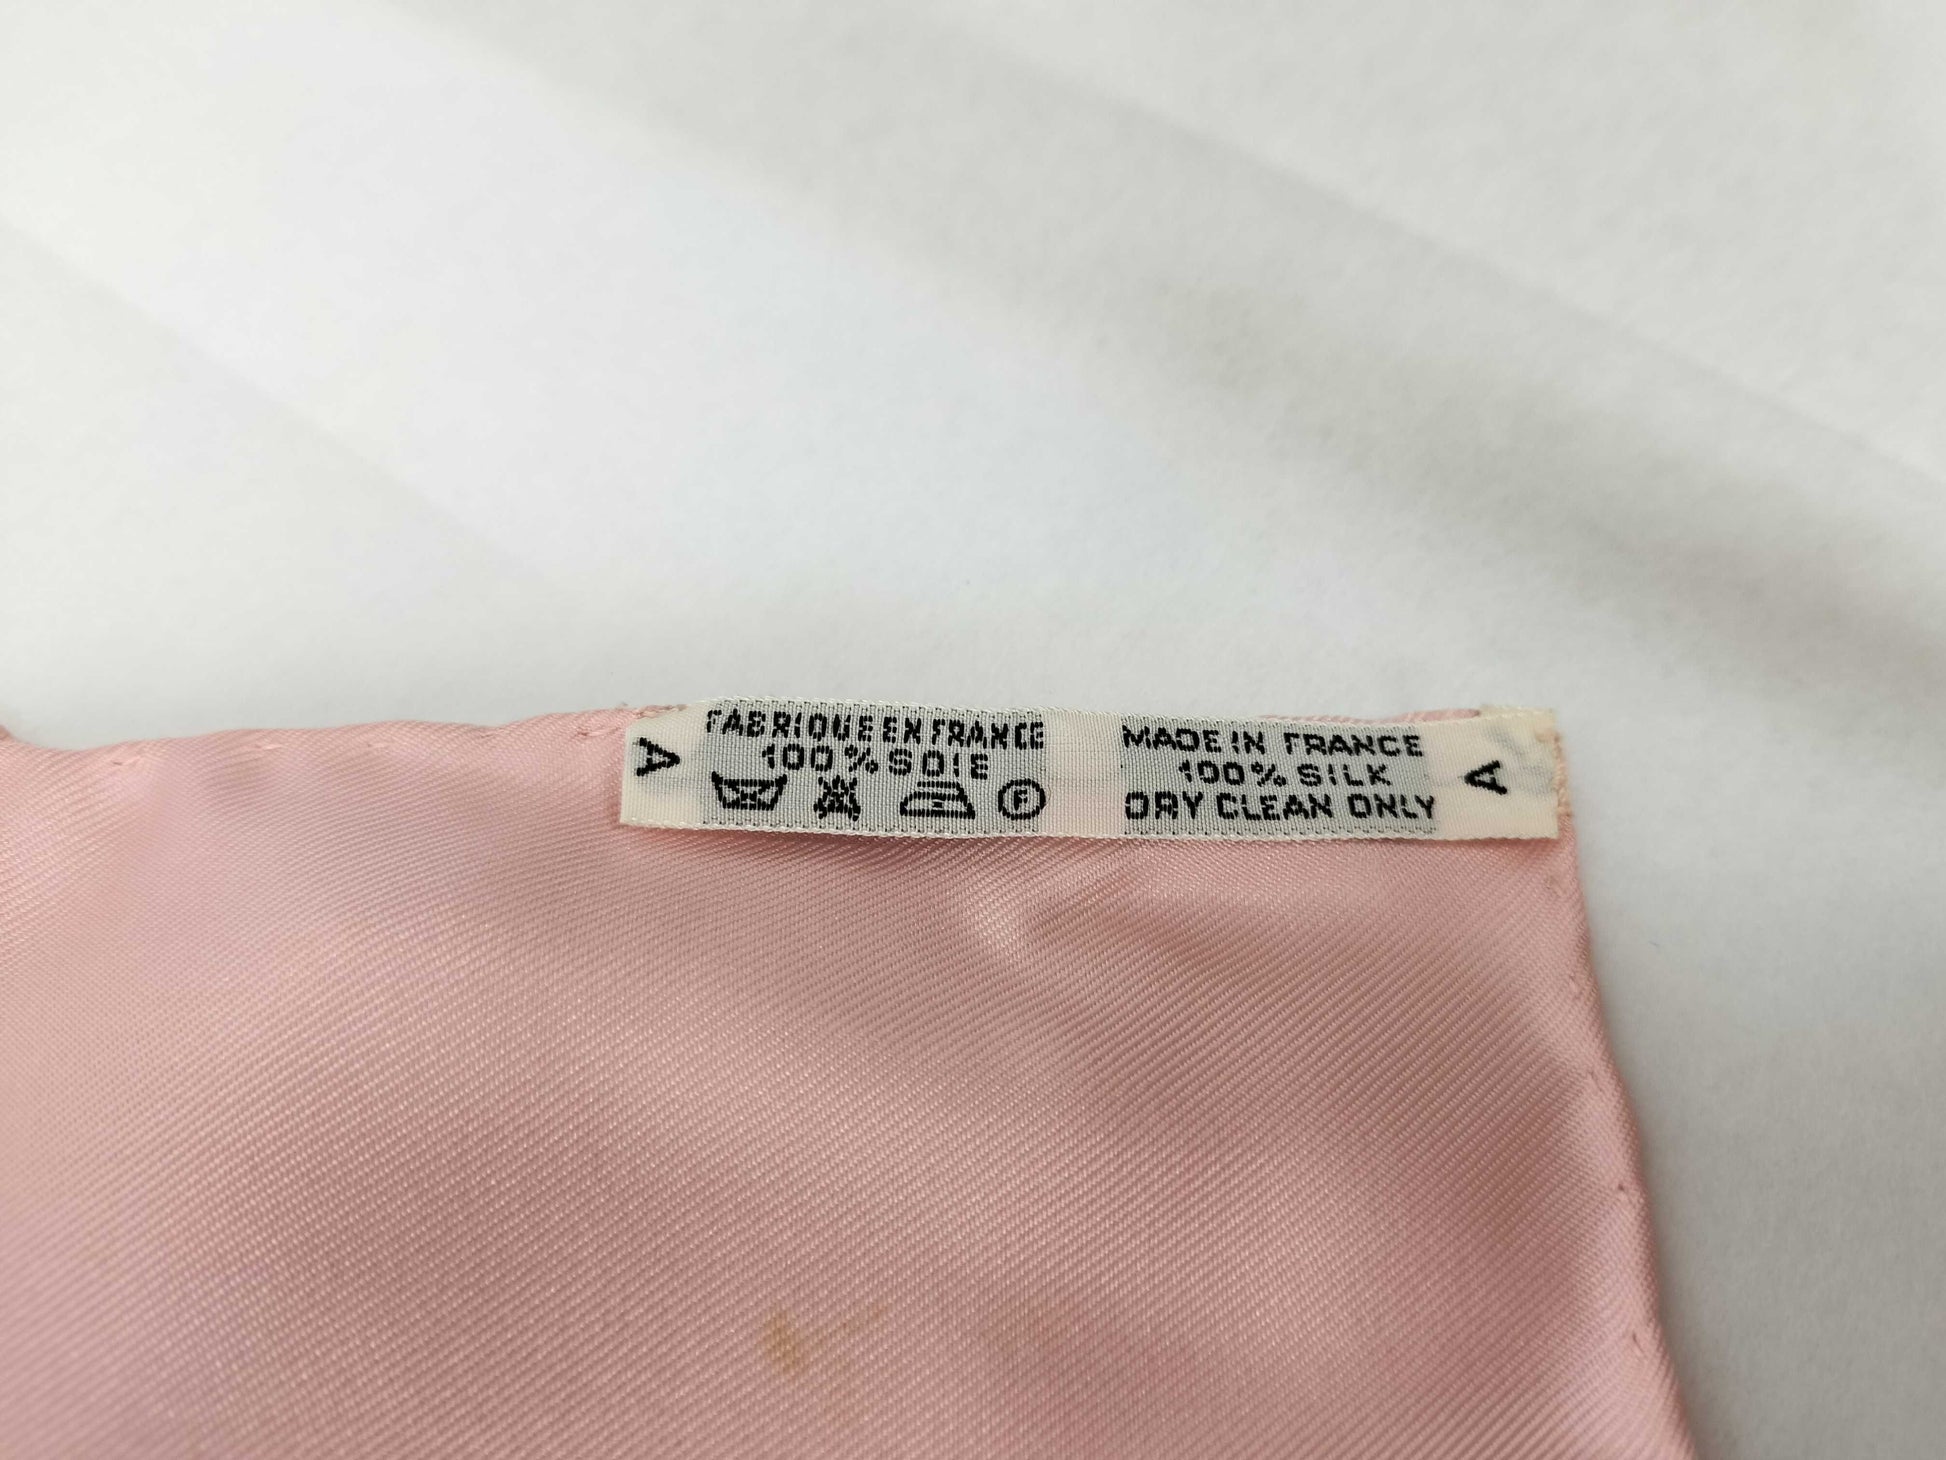 A
FABRIQUE EN FRANCE
100% SOIE
F
MADE IN FRANCE
100% SILK
DRY CLEAN ONLY
A